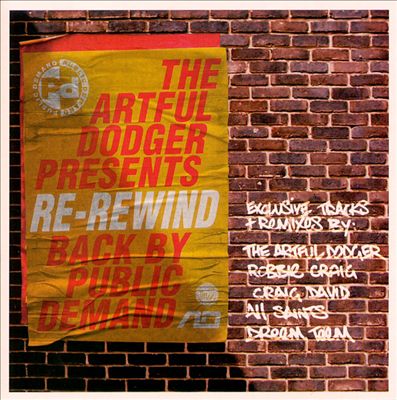 THE
ARTFUL
DODGER
PRESENTS
RE-REWIND
BACK BY
PUBLIC
DEMAND
EXCLUSIVE TRACKS
+ REMIXES BY:
THE ARTFUL DODGER
ROBBIE CRAIG
CRAIG DAVID
All SAINTS
DREEM TEEM